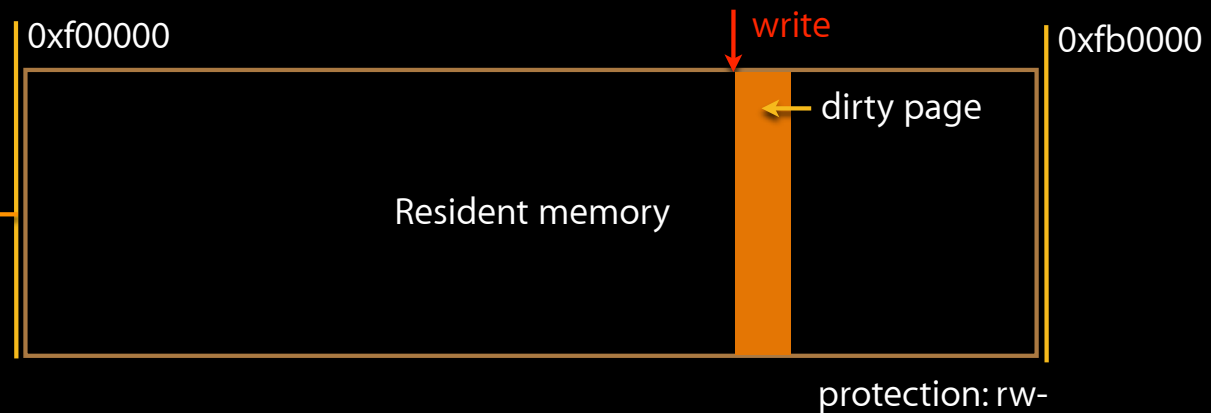 0xf00000
write
0xfb0000
dirty page
Resident memory
protection: rw-